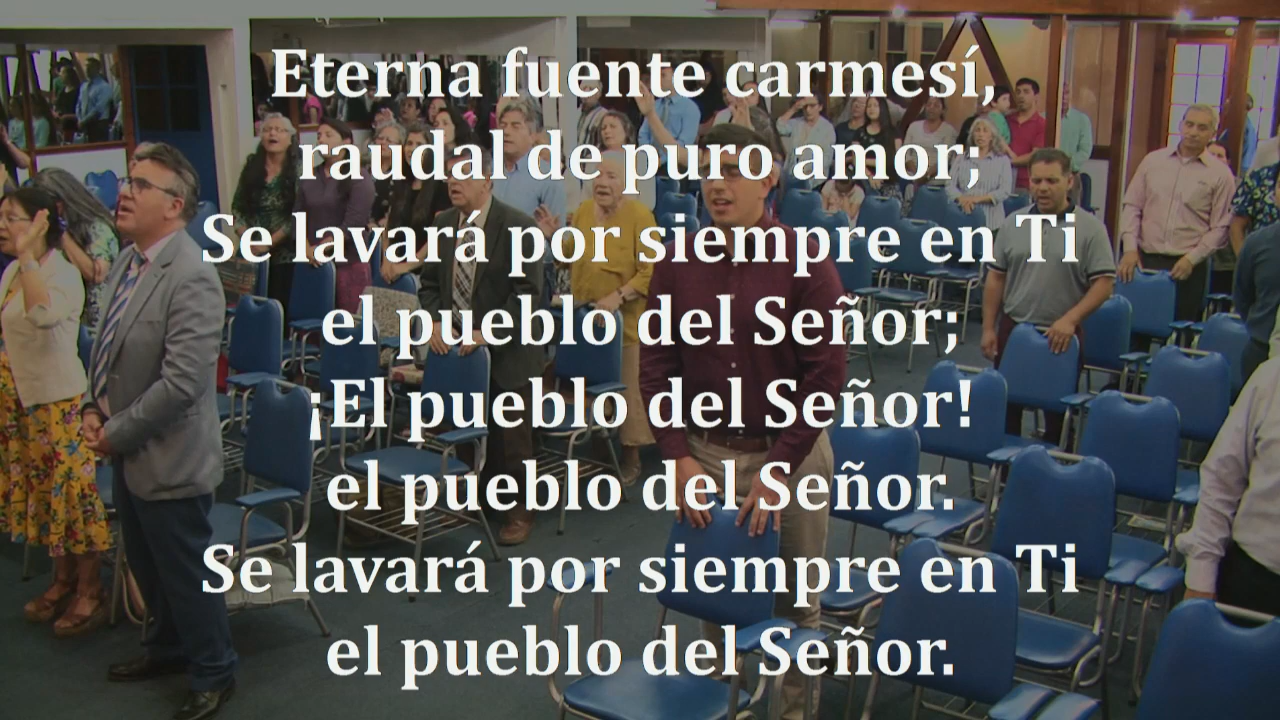 Eterna fuente carmesí,
raudal de puro amor;
Se lavará por siempre en Ti
el pueblo del Señor;
¡El pueblo del Señor!
el pueblo del Señor.
Se lavará por siempre en Ti
el pueblo del Señor.